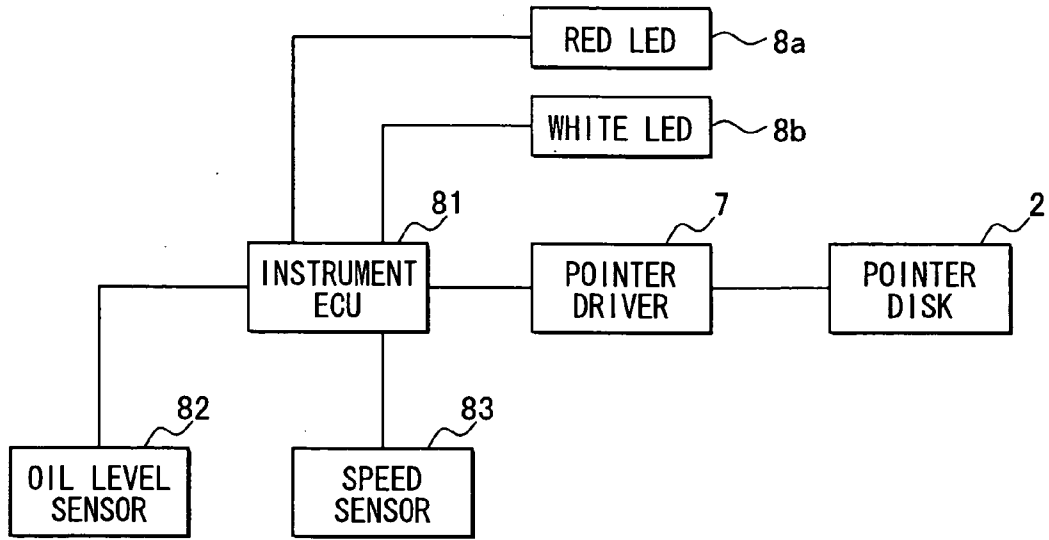 RED LED
8a
WHITE LED
8b
81
7
2
INSTRUMENT
ECU
POINTER
DRIVER
POINTER
DISK
82
83
OIL LEVEL
SENSOR
SPEED
SENSOR